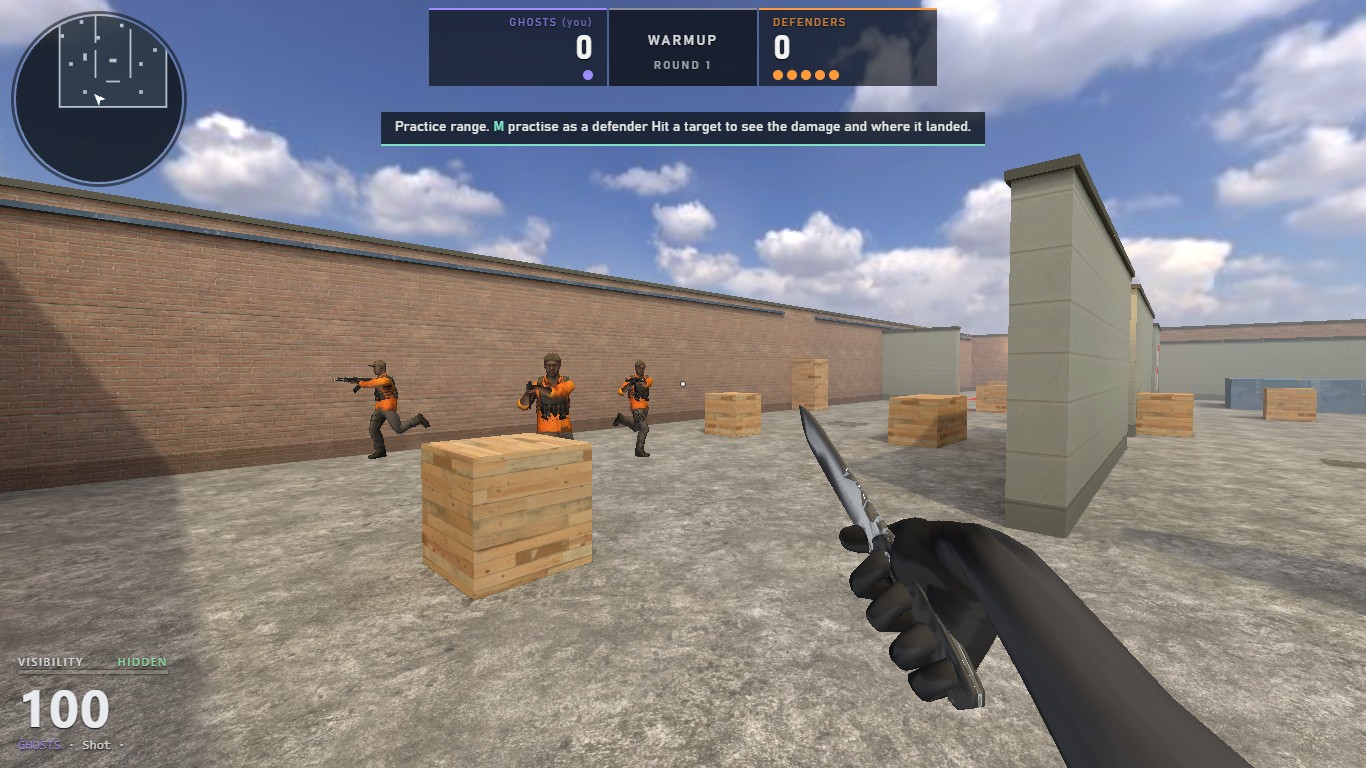 GHOSTS (you)
0
WARMUP
ROUND 1
DEFENDERS
0
Practice range. M practise as a defender Hit a target to see the damage and where it landed.
VISIBILITY HIDDEN
100
GHOSTS · Shot ·